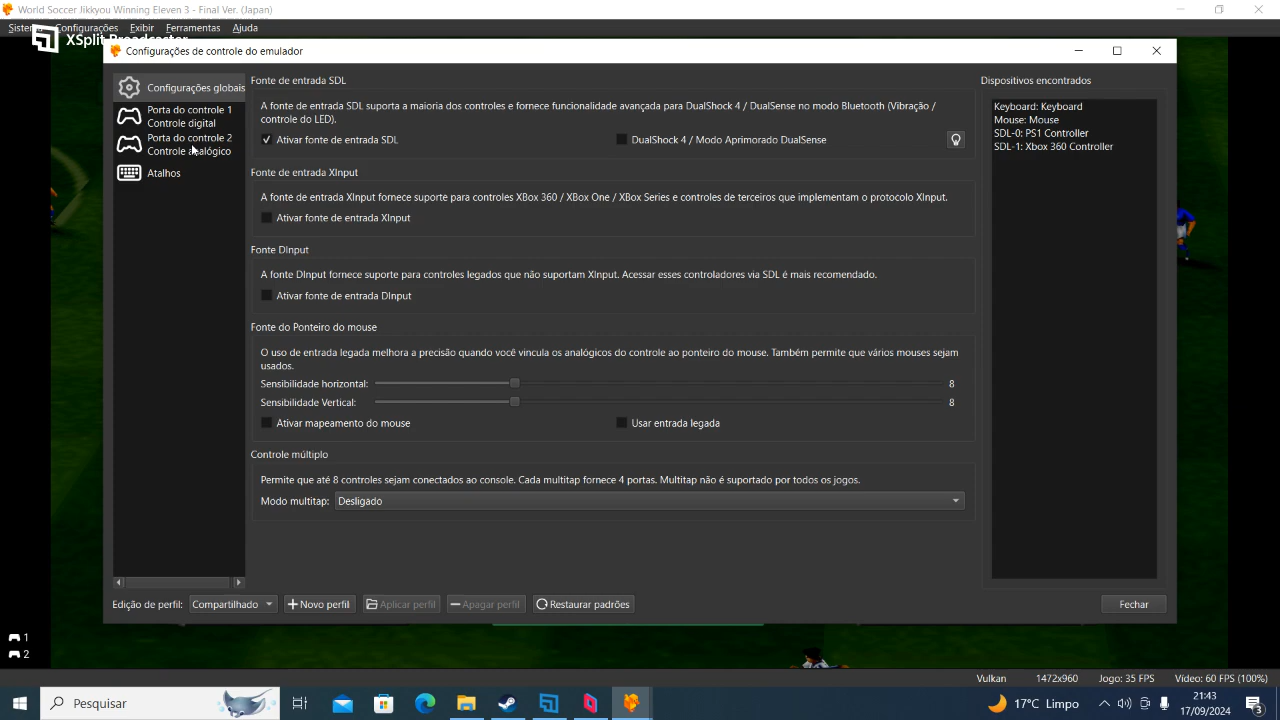 World Soccer Jikkyou Winning Eleven 3 - Final Ver. (Japan)
Configurações Exibir Ferramentas Ajuda
XSplit Broadcaster
Configurações de controle do emulador
Configurações globais
Porta do controle 1
Controle digital
Porta do controle 2
Controle analógico
Atalhos
Fonte de entrada SDL
A fonte de entrada SDL suporta a maioria dos controles e fornece funcionalidade avançada para DualShock 4 / DualSense no modo Bluetooth (Vibração /
controle do LED).
Ativar fonte de entrada SDL
DualShock 4 / Modo Aprimorado DualSense
Fonte de entrada XInput
A fonte de entrada XInput fornece suporte para controles XBox 360 / XBox One / XBox Series e controles de terceiros que implementam o protocolo XInput.
Ativar fonte de entrada XInput
Fonte DInput
A fonte DInput fornece suporte para controles legados que não suportam XInput. Acessar esses controladores via SDL é mais recomendado.
Ativar fonte de entrada DInput
Fonte do Ponteiro do mouse
O uso de entrada legada melhora a precisão quando você vincula os analógicos do controle ao ponteiro do mouse. Também permite que vários mouses sejam
usados.
Sensibilidade horizontal: 8
Sensibilidade Vertical: 8
Ativar mapeamento do mouse
Usar entrada legada
Controle múltiplo
Permite que até 8 controles sejam conectados ao console. Cada multitap fornece 4 portas. Multitap não é suportado por todos os jogos.
Modo multitap: Desligado
Dispositivos encontrados
Keyboard: Keyboard
Mouse: Mouse
SDL-0: PS1 Controller
SDL-1: Xbox 360 Controller
Edição de perfil: Compartilhado Novo perfil Aplicar perfil Apagar perfil Restaurar padrões Fechar
1
2
Vulkan 1472x960 Jogo: 35 FPS Vídeo: 60 FPS (100%)
Pesquisar
17°C Limpo
21:43
17/09/2024
3